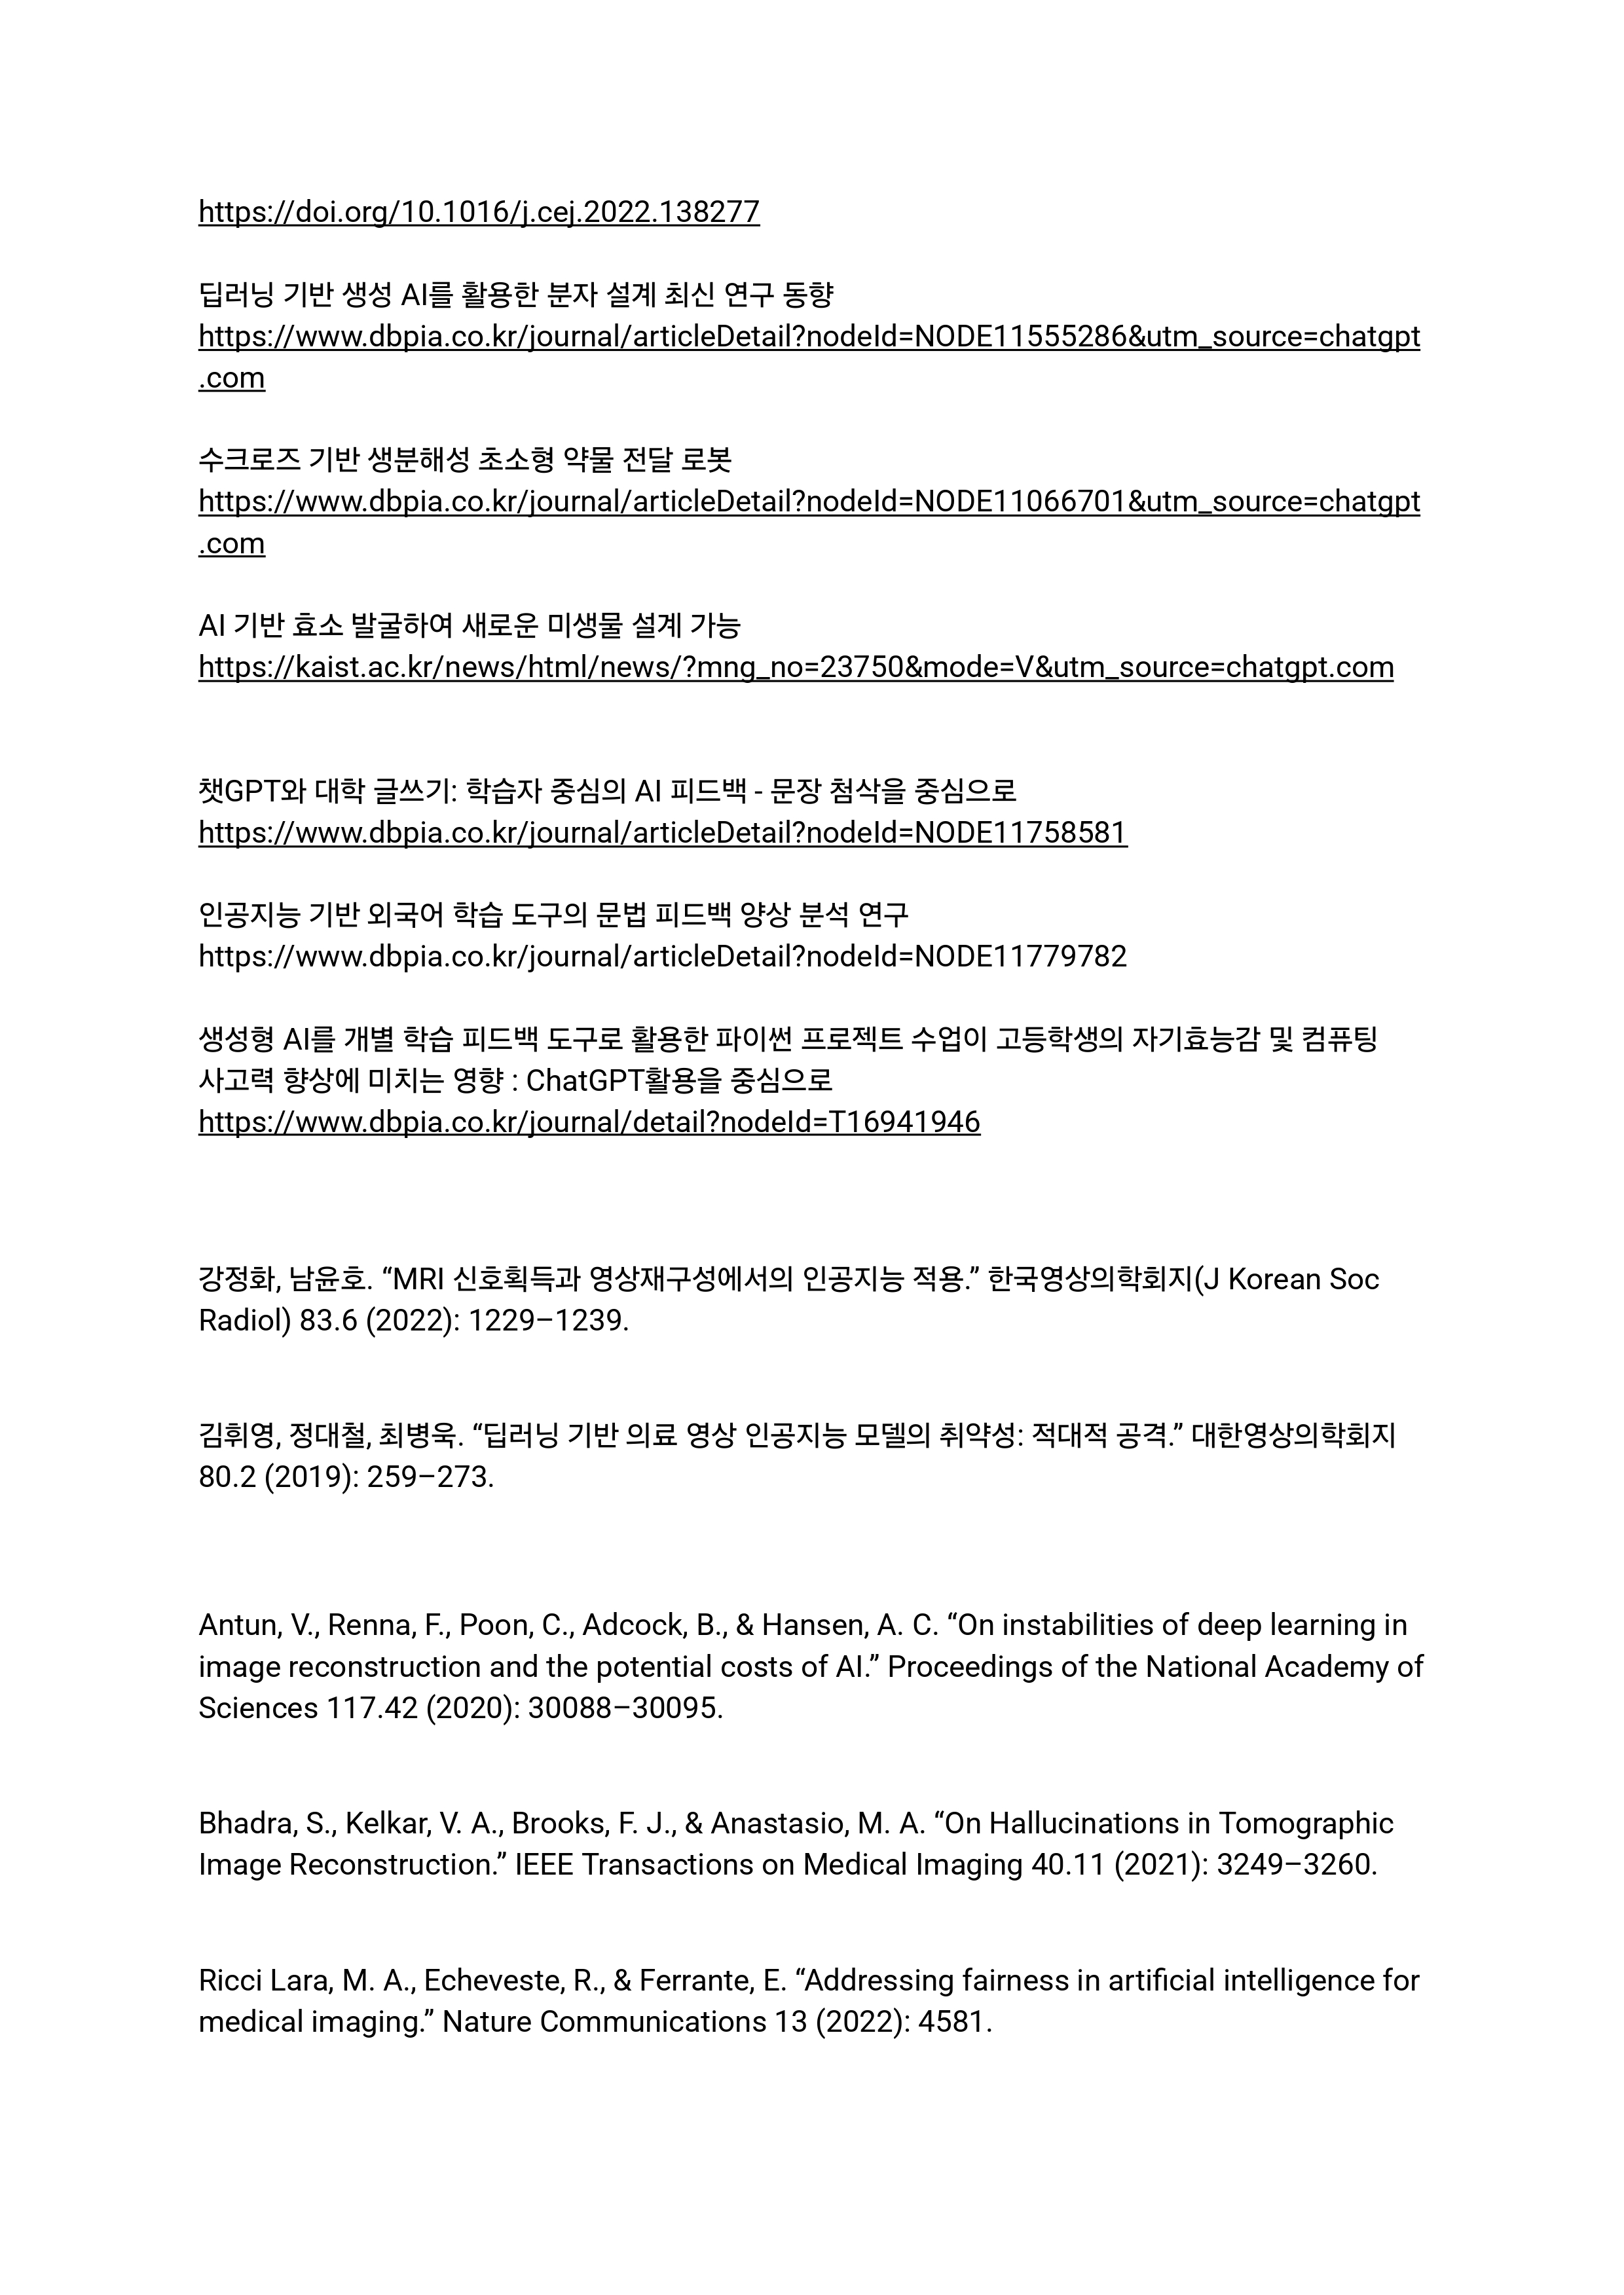 https://doi.org/10.1016/j.cej.2022.138277
딥러닝 기반 생성 AI를 활용한 분자 설계 최신 연구 동향
https://www.dbpia.co.kr/journal/articleDetail?nodeId=NODE11555286&utm_source=chatgpt
.com
수크로즈 기반 생분해성 초소형 약물 전달 로봇
https://www.dbpia.co.kr/journal/articleDetail?nodeId=NODE11066701&utm_source=chatgpt
.com
AI 기반 효소 발굴하여 새로운 미생물 설계 가능
https://kaist.ac.kr/news/html/news/?mng_no=23750&mode=V&utm_source=chatgpt.com
챗GPT와 대학 글쓰기: 학습자 중심의 AI 피드백 - 문장 첨삭을 중심으로
https://www.dbpia.co.kr/journal/articleDetail?nodeId=NODE11758581
인공지능 기반 외국어 학습 도구의 문법 피드백 양상 분석 연구
https://www.dbpia.co.kr/journal/articleDetail?nodeId=NODE11779782
생성형 AI를 개별 학습 피드백 도구로 활용한 파이썬 프로젝트 수업이 고등학생의 자기효능감 및 컴퓨팅
사고력 향상에 미치는 영향 : ChatGPT활용을 중심으로
https://www.dbpia.co.kr/journal/detail?nodeId=T16941946
강정화, 남윤호. “MRI 신호획득과 영상재구성에서의 인공지능 적용.” 한국영상의학회지(J Korean Soc
Radiol) 83.6 (2022): 1229–1239.
김휘영, 정대철, 최병욱. “딥러닝 기반 의료 영상 인공지능 모델의 취약성: 적대적 공격.” 대한영상의학회지
80.2 (2019): 259–273.
Antun, V., Renna, F., Poon, C., Adcock, B., & Hansen, A. C. “On instabilities of deep learning in
image reconstruction and the potential costs of AI.” Proceedings of the National Academy of
Sciences 117.42 (2020): 30088–30095.
Bhadra, S., Kelkar, V. A., Brooks, F. J., & Anastasio, M. A. “On Hallucinations in Tomographic
Image Reconstruction.” IEEE Transactions on Medical Imaging 40.11 (2021): 3249–3260.
Ricci Lara, M. A., Echeveste, R., & Ferrante, E. “Addressing fairness in artificial intelligence for
medical imaging.” Nature Communications 13 (2022): 4581.